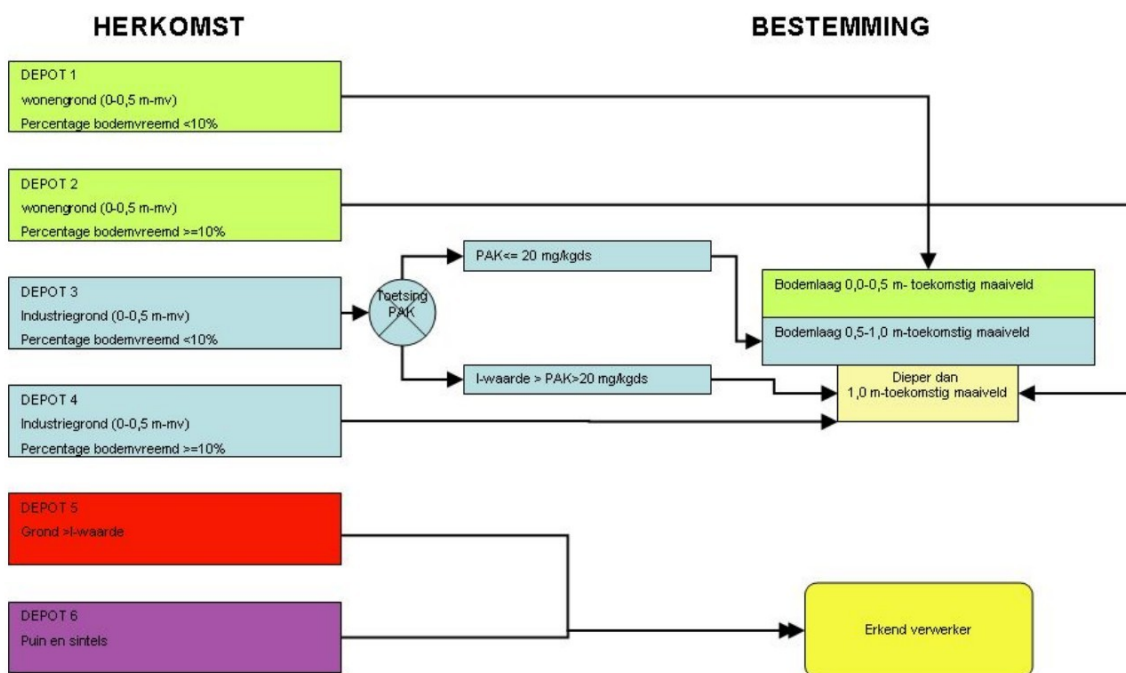 HERKOMST
BESTEMMING
DEPOT 1
wonengrond (0-0,5 m-mv)
Percentage bodemvreemd <10%
DEPOT 2
wonengrond (0-0,5 m-mv)
Percentage bodemvreemd >=10%
DEPOT 3
Industriegrond (0-0,5 m-mv)
Percentage bodemvreemd <10%
Toetsing
PAK
PAK<= 20 mg/kgds
I-waarde > PAK>20 mg/kgds
Bodemlaag 0,0-0,5 m- toekomstig maaiveld
Bodemlaag 0,5-1,0 m-toekomstig maaiveld
Dieper dan
1,0 m-toekomstig maaiveld
DEPOT 4
Industriegrond (0-0,5 m-mv)
Percentage bodemvreemd >=10%
DEPOT 5
Grond >I-waarde
DEPOT 6
Puin en sintels
Erkend verwerker